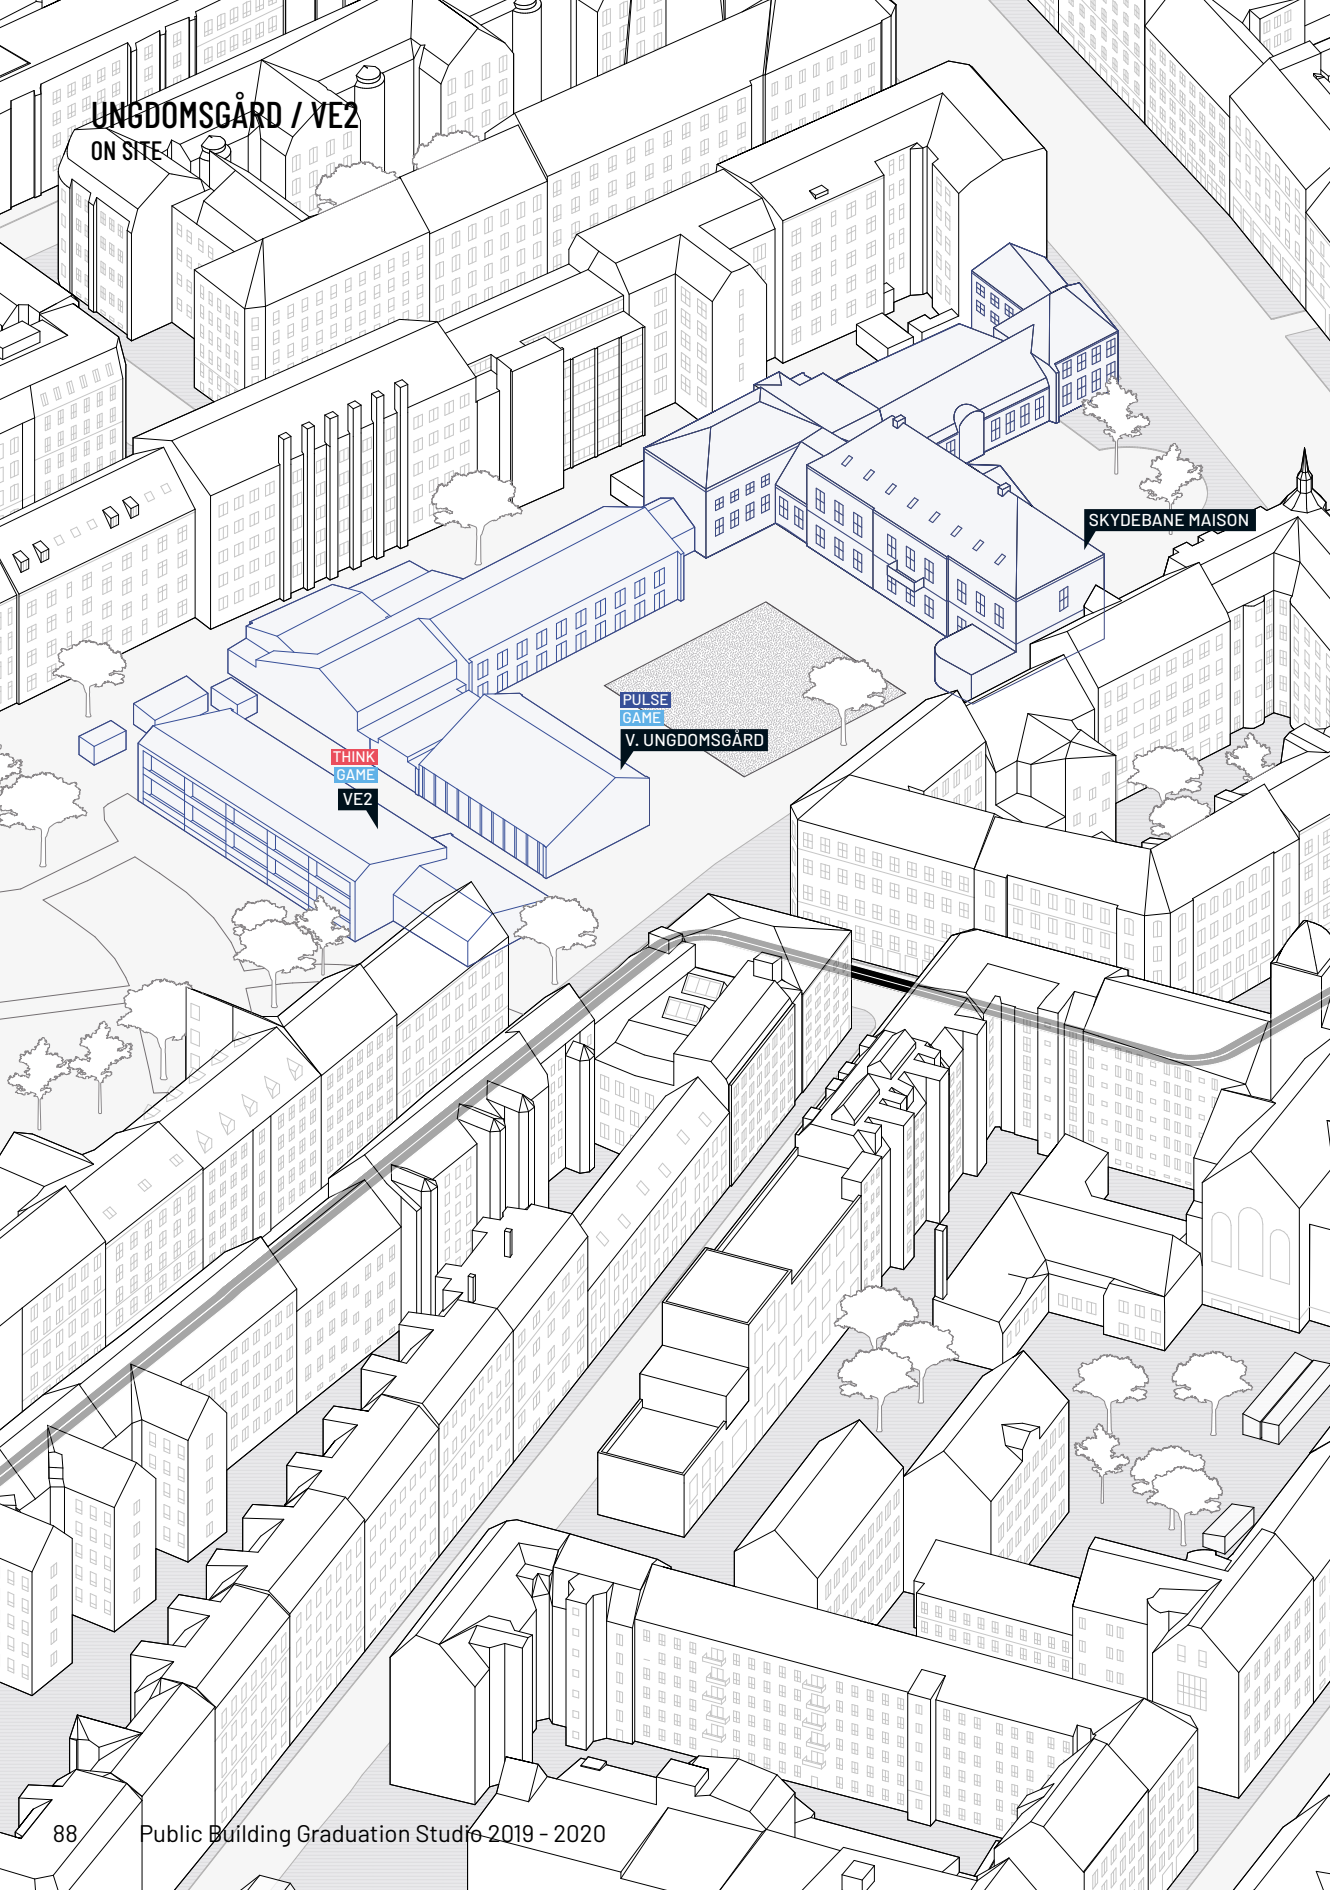 UNGDOMSGÅRD / VE2
ON SITE
SKYDEBANE MAISON
PULSE
GAME
V. UNGDOMSGÅRD
THINK
GAME
VE2
88 Public Building Graduation Studio 2019 - 2020